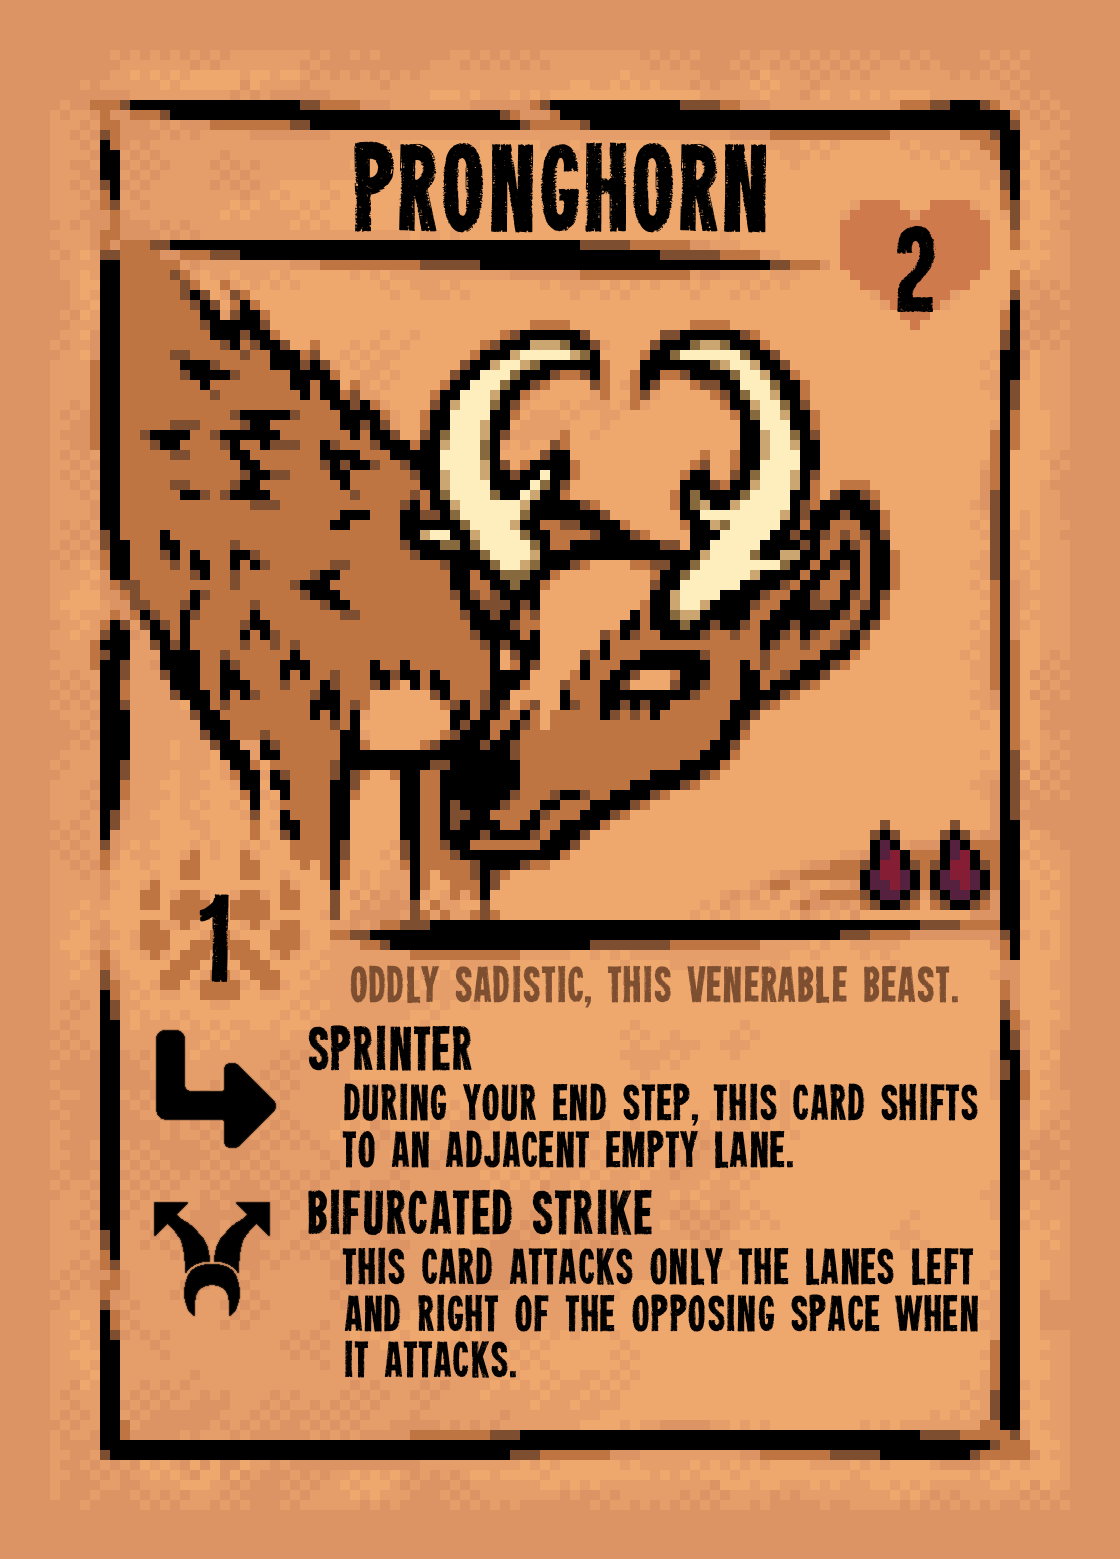 PRONGHORN
2
1
ODDLY SADISTIC, THIS VENERABLE BEAST.
SPRINTER
DURING YOUR END STEP, THIS CARD SHIFTS
TO AN ADJACENT EMPTY LANE.
BIFURCATED STRIKE
THIS CARD ATTACKS ONLY THE LANES LEFT
AND RIGHT OF THE OPPOSING SPACE WHEN
IT ATTACKS.